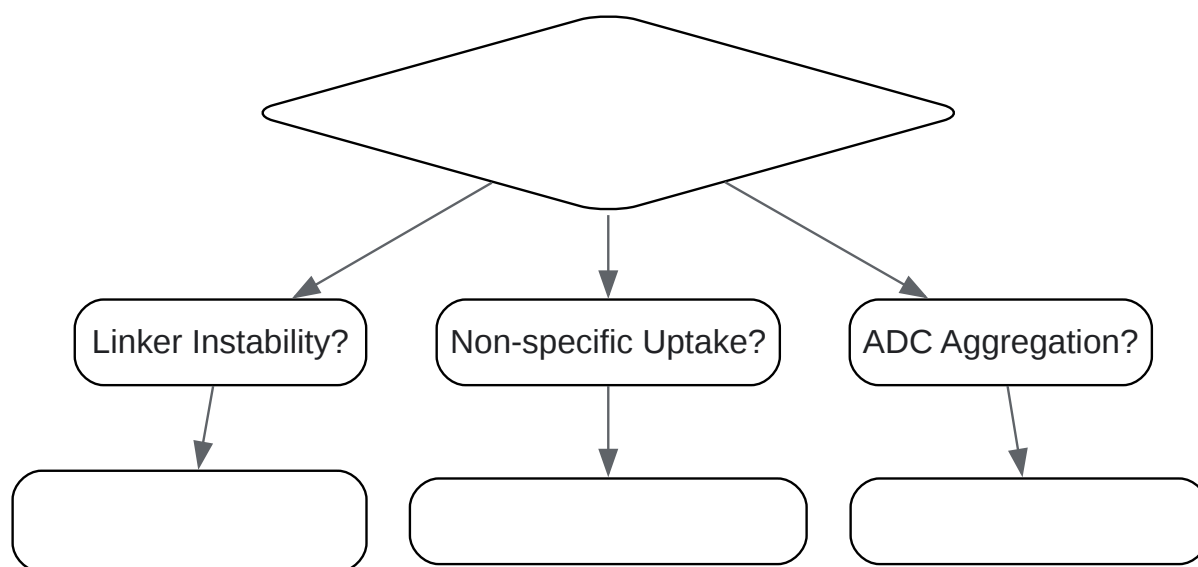 Linker Instability?
Non-specific Uptake?
ADC Aggregation?